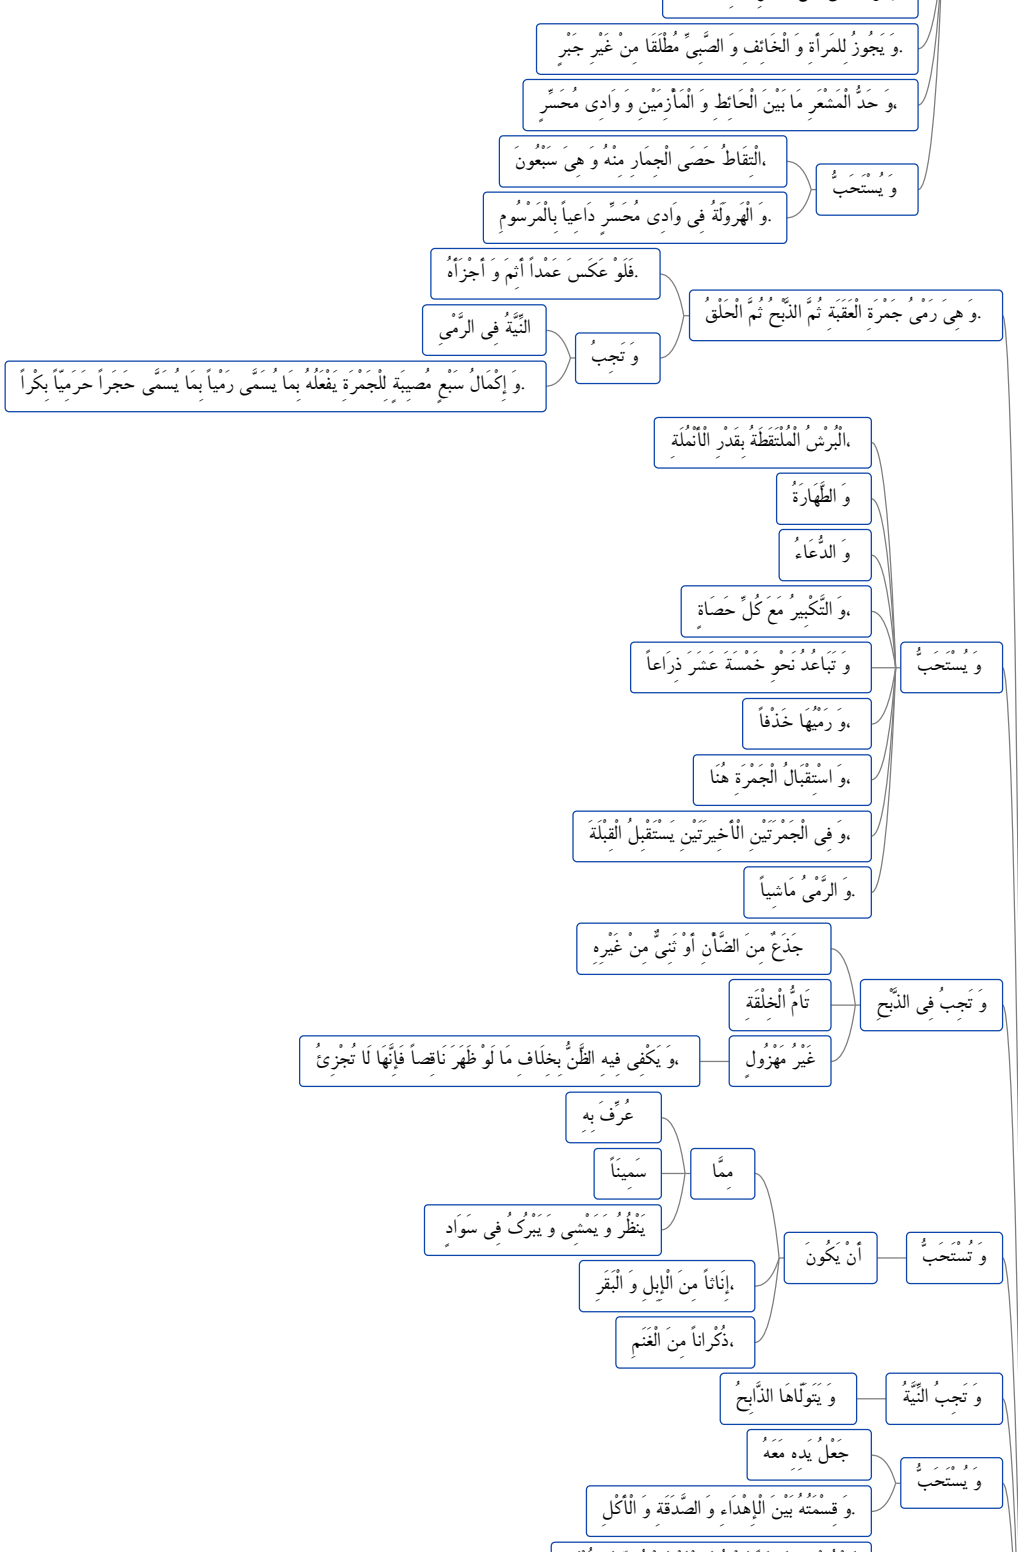 وَ يَجُوزُ لِلمَرأَةِ وَ الْخَائِفِ وَ الصَّبِیِّ مُطْلَقَا مِنْ غَيْرِ جَبْرٍ.
وَ حَدُّ الْمَشْعَرِ مَا بَيْنَ الْحَائِطِ وَ الْمَأْزِمَيْنِ وَ وَادِی مُحَسِّرٍ،
وَ يُسْتَحَبُّ
الْتِقَاطُ حَصَى الْجِمَارِ مِنْهُ وَ هِیَ سَبْعُونَ،
وَ الْهَروَلَةُ فِی وَادِی مُحَسِّرٍ دَاعِياً بِالْمَرْسُومِ.
وَ هِیَ رَمْیُ جَمْرَةِ الْعَقَبَةِ ثُمَّ الذَّبْحُ ثُمَّ الْحَلْقُ.
فَلَوْ عَكَسَ عَمْداً أَثِمَ وَ أَجْزَأَهُ.
وَ تَجِبُ
النِّيَّةُ فِی الرَّمْیِ
وَ إِكْمَالُ سَبْعٍ مُصِيبَةٍ لِلْجَمْرَةِ يَفْعَلُهُ بِمَا يُسَمَّى رَمْياً بِمَا يُسَمَّى حَجَراً حَرَمِيّاً بِكْراً.
وَ يُسْتَحَبُّ
الْبُرْشُ الْمُلْتَقَطَةُ بِقَدْرِ الْأَنْمُلَةِ،
وَ الطَّهَارَةُ
وَ الدُّعَاءُ
وَ التَّكْبِيرُ مَعَ كُلِّ حَصَاةٍ،
وَ تَبَاعُدُ نَحْوِ خَمْسَةَ عَشَرَ ذِرَاعاً
وَ رَمْيُهَا خَذْفاً،
وَ اسْتِقْبَالُ الْجَمْرَةِ هُنَا،
وَ فِی الْجَمْرَتَيْنِ الْأَخِيرَتَيْنِ يَسْتَقْبِلُ الْقِبْلَةَ،
وَ الرَّمْیُ مَاشِياً.
وَ تَجِبُ فِی الذَّبْحِ
جَذَعٌ مِنَ الضَّأْنِ أَوْ ثَنِیٌّ مِنْ غَيْرِهِ
تَامُّ الْخِلْقَةِ
غَيْرُ مَهْزُولٍ
وَ يَكْفِی فِيهِ الظَّنُّ بِخِلَافِ مَا لَوْ ظَهَرَ نَاقِصاً فَإِنَّهَا لَا تُجْزِئُ،
وَ تُسْتَحَبُّ
أَنْ يَكُونَ
مِمَّا
عُرِّفَ بِهِ
سَمِينَاً
يَنْظُرُ وَ يَمْشِی وَ يَبْرُکُ فِی سَوَادٍ
إِنَاثاً مِنَ الْإِبِلِ وَ الْبَقَرِ،
ذُكْرَاناً مِنَ الْغَنَمِ،
وَ تَجِبُ النِّيَّةُ
وَ يَتَوَلَّاهَا الذَّابِحُ
وَ يُسْتَحَبُّ
جَعْلُ يَدِهِ مَعَهُ
وَ قِسْمَتُهُ بَيْنَ الْإِهْدَاءِ وَ الصَّدَقَةِ وَ الْأَكْلِ.